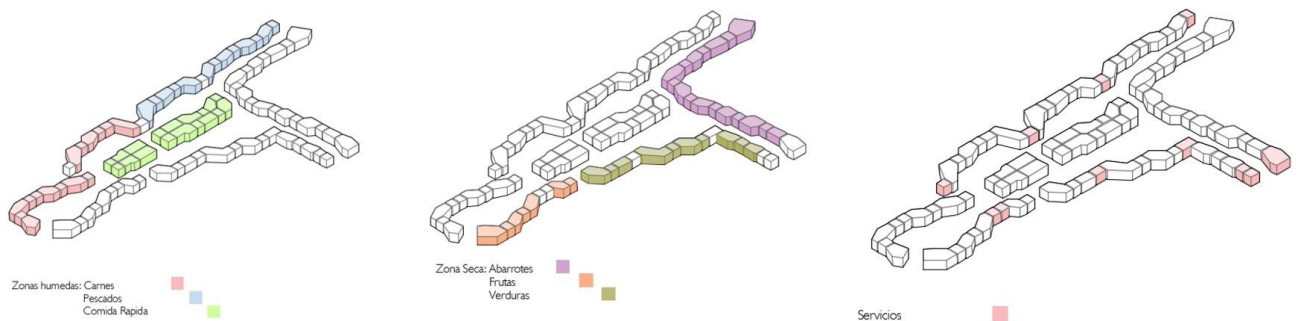 Zonas humedas: Carnes
Pescados
Comida Rapida
Zona Seca: Abarrotes
Frutas
Verduras
Servicios